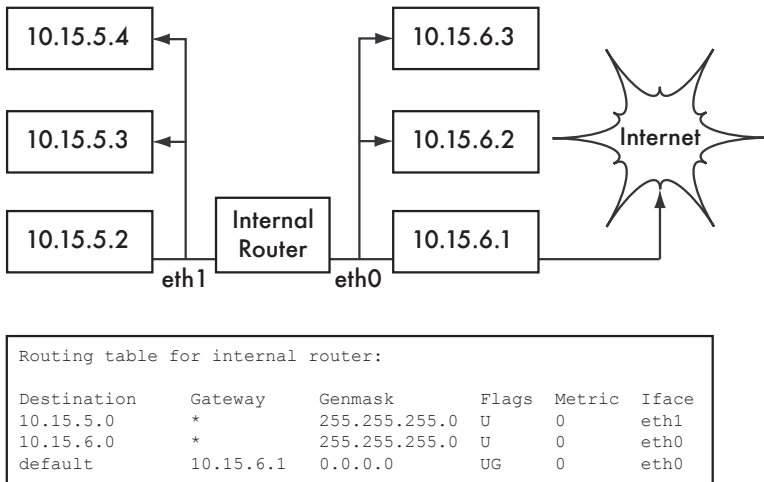 10.15.5.4
10.15.6.3
10.15.5.3
10.15.6.2
Internet
10.15.5.2
Internal
Router
10.15.6.1
eth1
eth0
Routing table for internal router:
Destination Gateway Genmask Flags Metric Iface
10.15.5.0 * 255.255.255.0 U 0 eth1
10.15.6.0 * 255.255.255.0 U 0 eth0
default 10.15.6.1 0.0.0.0 UG 0 eth0